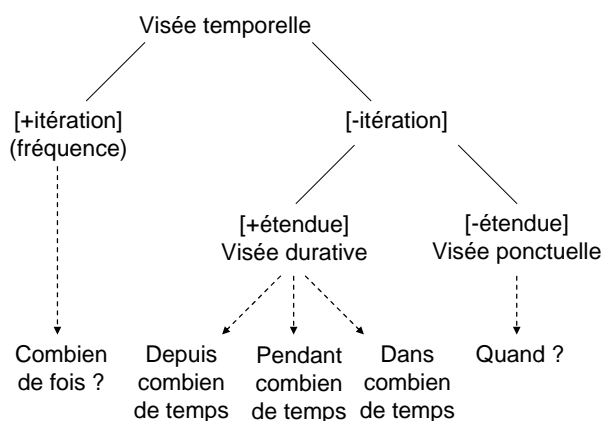 Visée temporelle
[+itération]
(fréquence)
[-itération]
[+étendue]
Visée durative
[-étendue]
Visée ponctuelle
Combien
de fois ?
Depuis
combien
de temps
Pendant
combien
de temps
Dans
combien
de temps
Quand ?